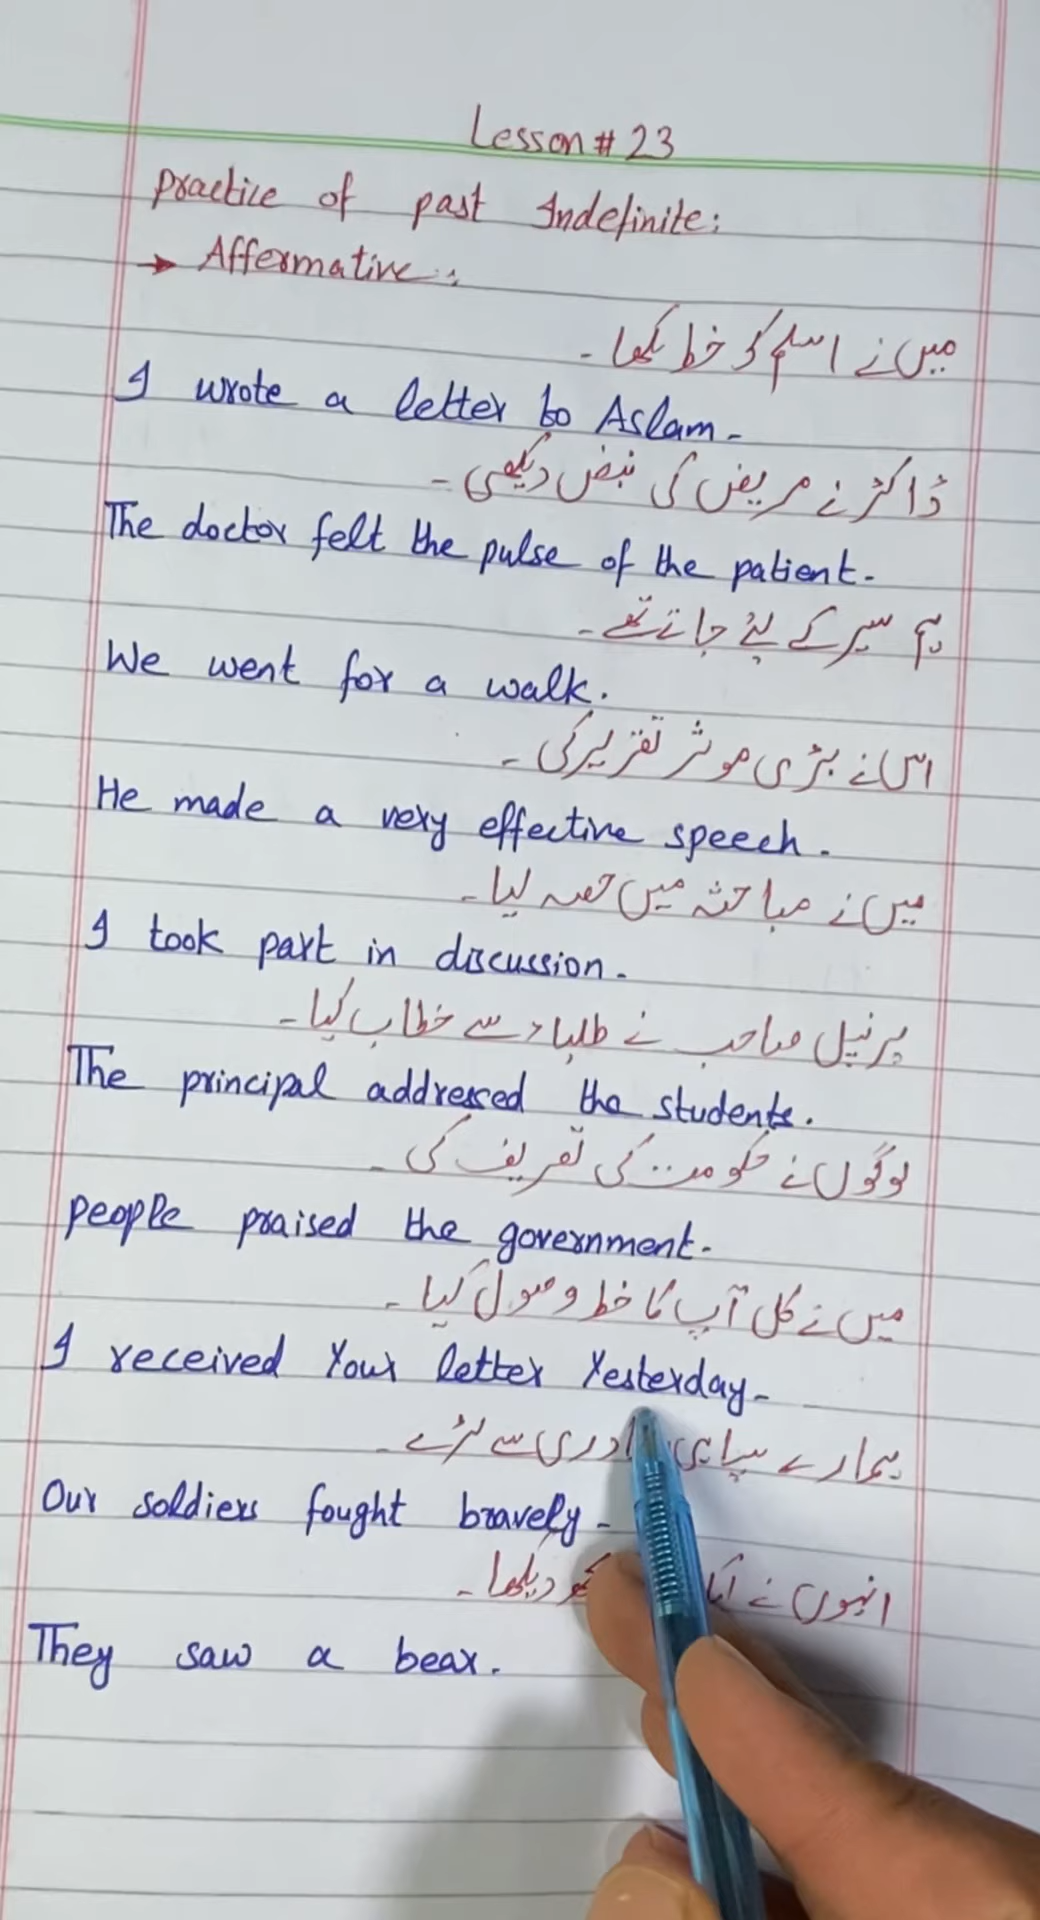 Lesson # 23
Practice of past Indefinite:
→ Affermative:
میں نے اسلم کو خط لکھا ۔
I wrote a letter to Aslam.
ڈاکٹر نے مریض کی نبض دیکھی ۔
The doctor felt the pulse of the patient.
ہم سیر کے لئے جاتے تھے ۔
We went for a walk.
اس نے بڑی موثر تقریر کی ۔
He made a very effective speech.
میں نے مباحثہ میں حصہ لیا ۔
I took part in discussion.
پرنسپل صاحب نے طلباء سے خطاب کیا ۔
The principal addressed the students.
لوگوں نے حکومت کی تعریف کی ۔
people praised the government.
میں نے کل آپ کا خط وصول کیا ۔
I received Your letter Yesterday.
ہمارے سپاہی سے لڑے ۔
Our soldiers fought bravely.
انہوں نے کو دیکھا ۔
They saw a bear.